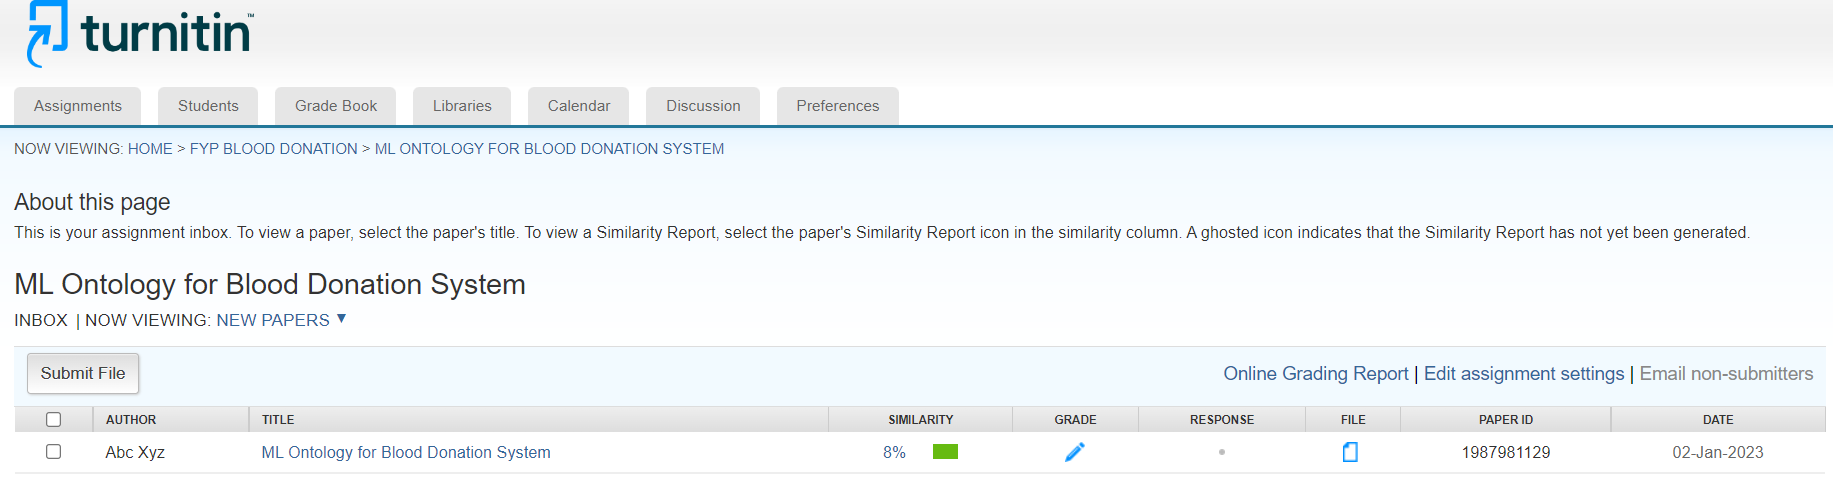 turnitin™
Assignments Students Grade Book Libraries Calendar Discussion Preferences
NOW VIEWING: HOME > FYP BLOOD DONATION > ML ONTOLOGY FOR BLOOD DONATION SYSTEM
About this page
This is your assignment inbox. To view a paper, select the paper's title. To view a Similarity Report, select the paper's Similarity Report icon in the similarity column. A ghosted icon indicates that the Similarity Report has not yet been generated.
ML Ontology for Blood Donation System
INBOX | NOW VIEWING: NEW PAPERS ▼
Submit File Online Grading Report | Edit assignment settings | Email non-submitters
AUTHOR TITLE SIMILARITY GRADE RESPONSE FILE PAPER ID DATE
Abc Xyz ML Ontology for Blood Donation System 8% 1987981129 02-Jan-2023